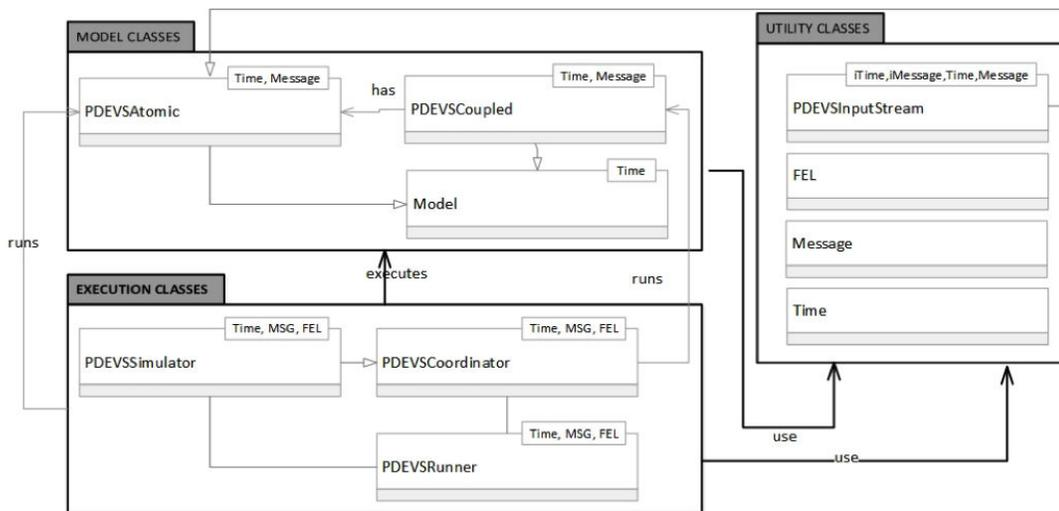 MODEL CLASSES
Time, Message
PDEVSAtomic
has
Time, Message
PDEVSCoupled
Time
Model
runs
executes
runs
EXECUTION CLASSES
Time, MSG, FEL
PDEVSSimulator
Time, MSG, FEL
PDEVSCoordinator
Time, MSG, FEL
PDEVSRunner
UTILITY CLASSES
iTime,iMessage,Time,Message
PDEVSInputStream
FEL
Message
Time
use
use